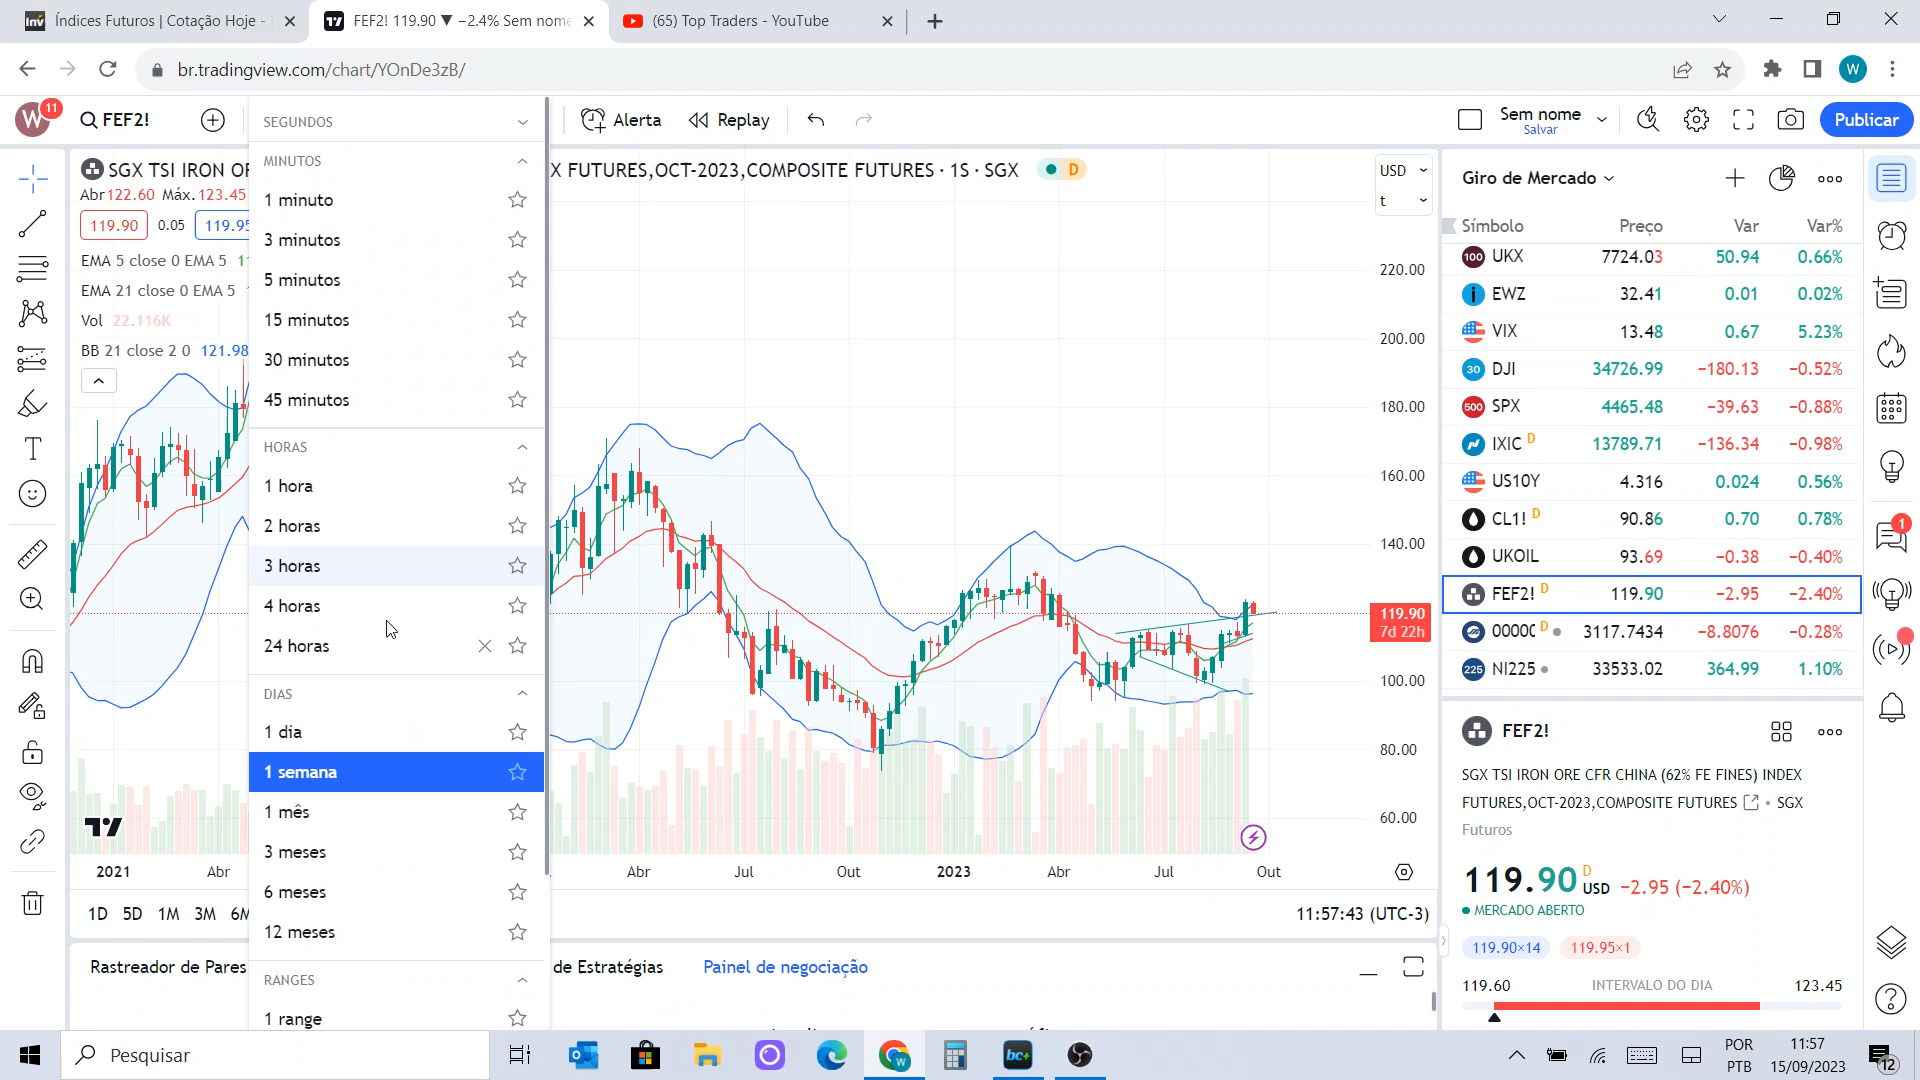 Índices Futuros | Cotação Hoje -
FEF2! 119.90 ▼ −2.4% Sem nome
(65) Top Traders - YouTube
br.tradingview.com/chart/YOnDe3zB/
W
W
11
FEF2!
Alerta
Replay
Sem nome
Salvar
Publicar
SGX TSI IRON OR
X FUTURES,OCT-2023,COMPOSITE FUTURES · 1S · SGX
D
Abr122.60 Máx.123.45
119.90
0.05
119.95
EMA 5 close 0 EMA 5
EMA 21 close 0 EMA 5
Vol 22.116K
BB 21 close 2 0 121.98
SEGUNDOS
MINUTOS
1 minuto
3 minutos
5 minutos
15 minutos
30 minutos
45 minutos
HORAS
1 hora
2 horas
3 horas
4 horas
24 horas
DIAS
1 dia
1 semana
1 mês
3 meses
6 meses
12 meses
RANGES
1 range
USD
t
220.00
200.00
180.00
160.00
140.00
119.90
7d 22h
100.00
80.00
60.00
2021
Abr
Abr
Jul
Out
2023
Abr
Jul
Out
1D 5D 1M 3M 6M
11:57:43 (UTC-3)
Rastreador de Pares
de Estratégias
Painel de negociação
Giro de Mercado
Símbolo Preço Var Var%
100 UKX 7724.03 50.94 0.66%
EWZ 32.41 0.01 0.02%
VIX 13.48 0.67 5.23%
30 DJI 34726.99 −180.13 −0.52%
500 SPX 4465.48 −39.63 −0.88%
IXIC D 13789.71 −136.34 −0.98%
US10Y 4.316 0.024 0.56%
CL1! D 90.86 0.70 0.78%
UKOIL 93.69 −0.38 −0.40%
FEF2! D 119.90 −2.95 −2.40%
0000 D 3117.7434 −8.8076 −0.28%
225 NI225 33533.02 364.99 1.10%
1
FEF2!
SGX TSI IRON ORE CFR CHINA (62% FE FINES) INDEX
FUTURES,OCT-2023,COMPOSITE FUTURES • SGX
Futuros
119.90 D USD −2.95 (−2.40%)
MERCADO ABERTO
119.90×14
119.95×1
119.60 INTERVALO DO DIA 123.45
Pesquisar
bc+
POR
PTB
11:57
15/09/2023
12